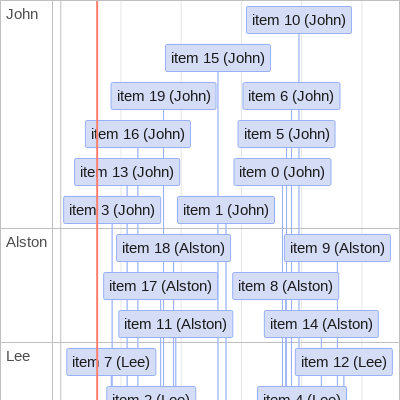 John
item 10 (John)
item 15 (John)
item 19 (John)
item 6 (John)
item 16 (John)
item 5 (John)
item 13 (John)
item 0 (John)
item 3 (John)
item 1 (John)
Alston
item 18 (Alston)
item 9 (Alston)
item 17 (Alston)
item 8 (Alston)
item 11 (Alston)
item 14 (Alston)
Lee
item 7 (Lee)
item 12 (Lee)
item 2 (Lee)
item 4 (Lee)